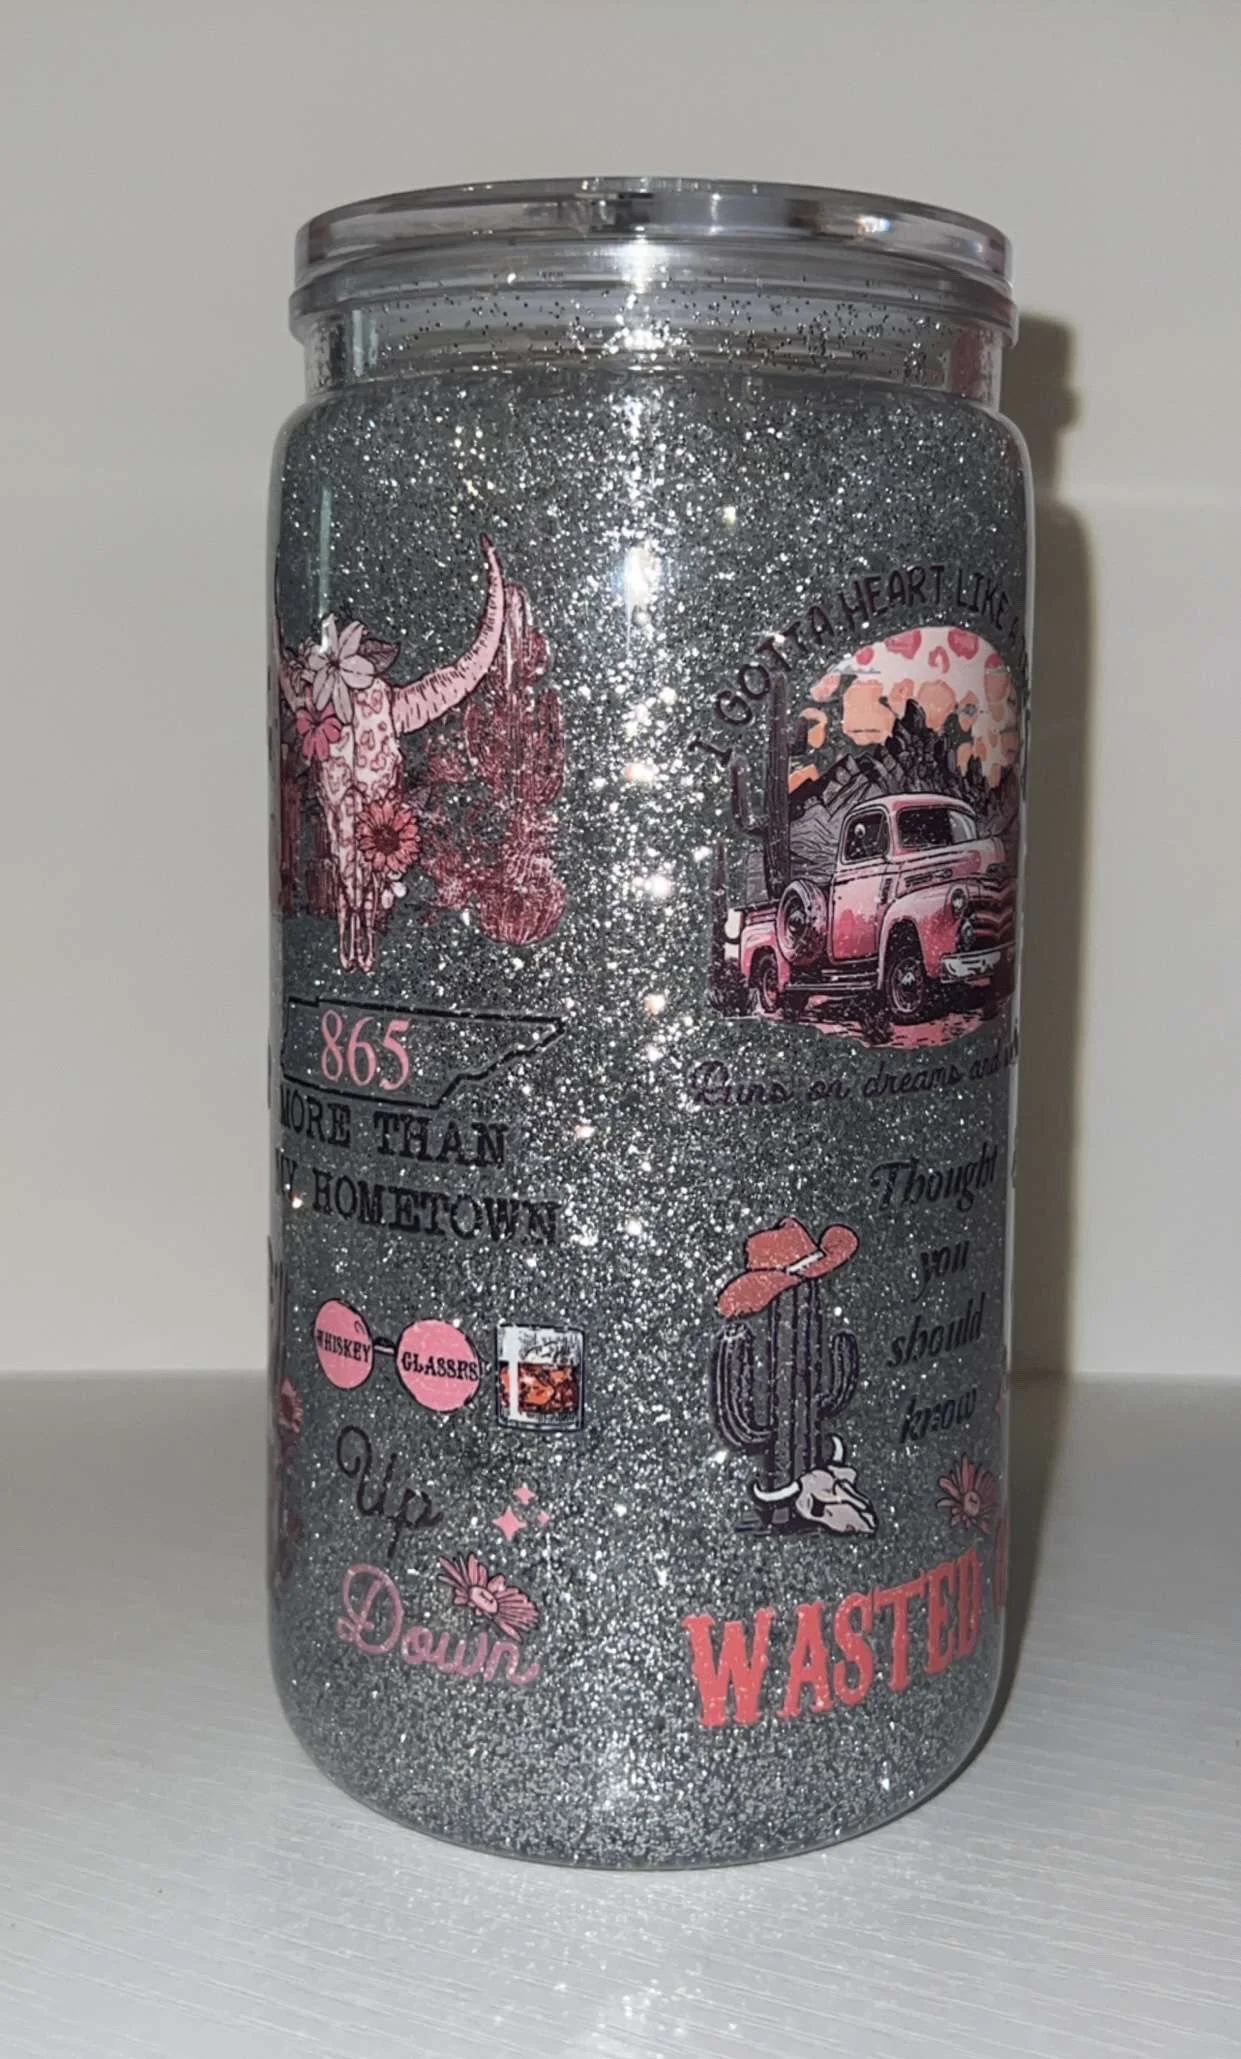 I GOTTA HEART LIKE A
Runs on dreams and
865
MORE THAN
MY HOMETOWN
WHISKEY GLASSES
Up
Down
Thought
you
should
know
WASTED